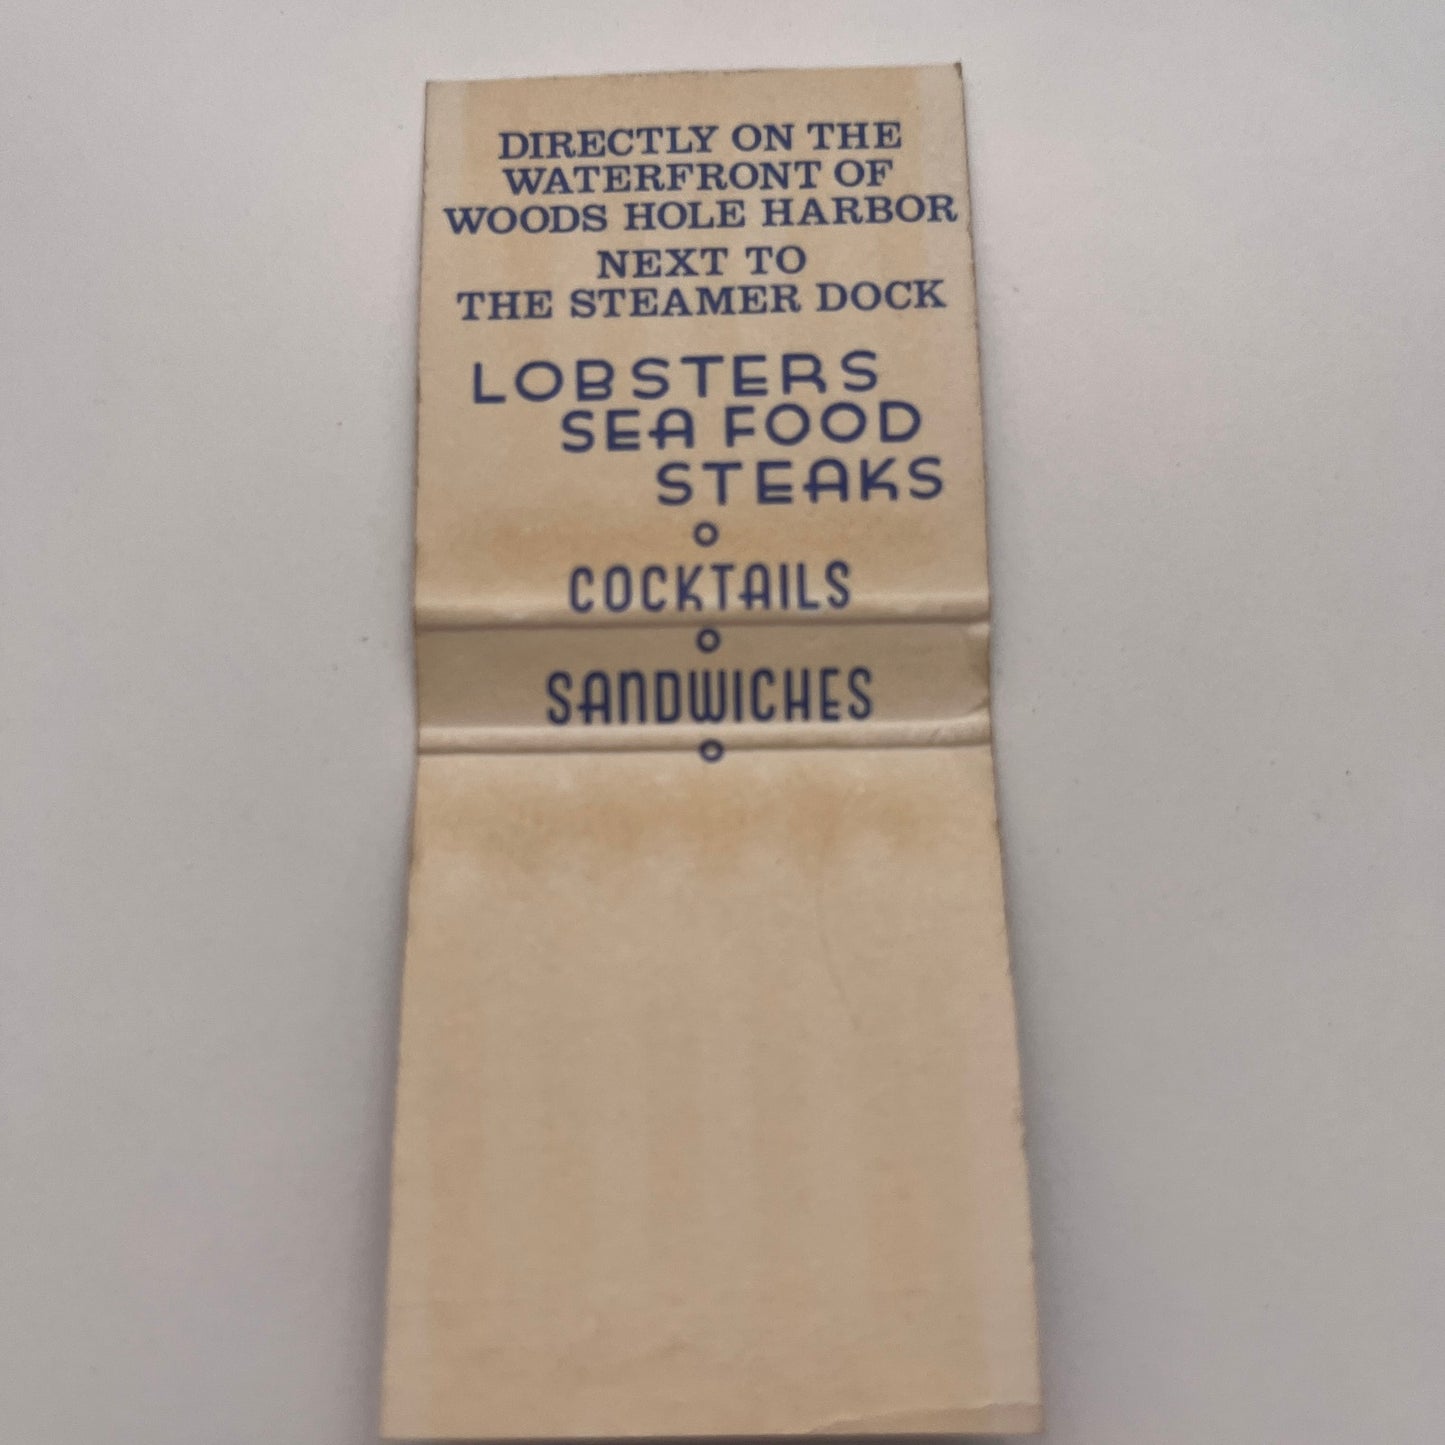 DIRECTLY ON THE
WATERFRONT OF
WOODS HOLE HARBOR
NEXT TO
THE STEAMER DOCK
LOBSTERS
SEA FOOD
STEAKS
COCKTAILS
SANDWICHES